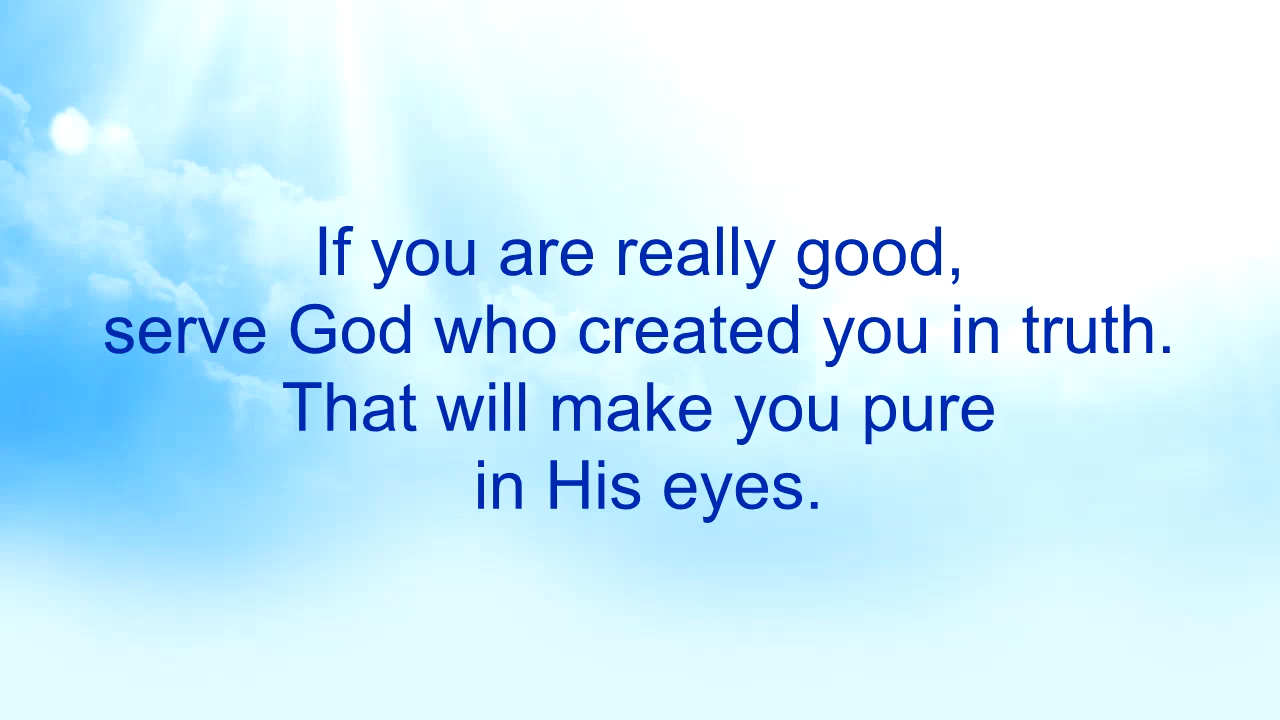 If you are really good,
serve God who created you in truth.
That will make you pure
in His eyes.